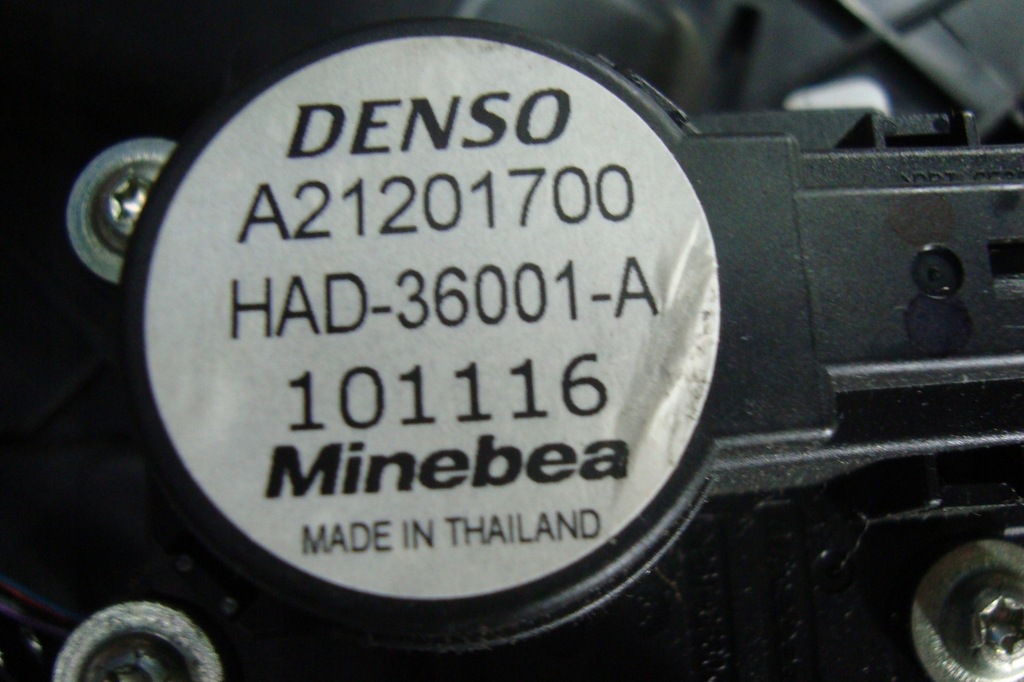 DENSO
A21201700
HAD-36001-A
101116
Minebea
MADE IN THAILAND